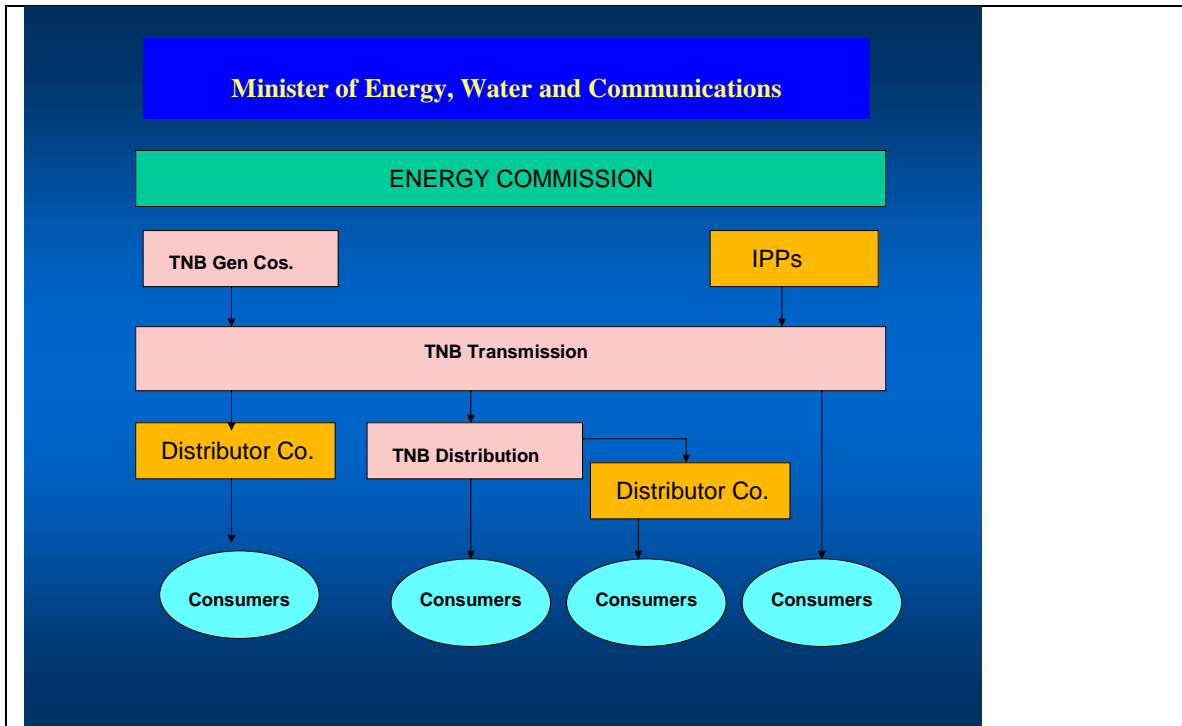 Minister of Energy, Water and Communications
ENERGY COMMISSION
TNB Gen Cos.
IPPs
TNB Transmission
Distributor Co.
TNB Distribution
Distributor Co.
Consumers
Consumers
Consumers
Consumers